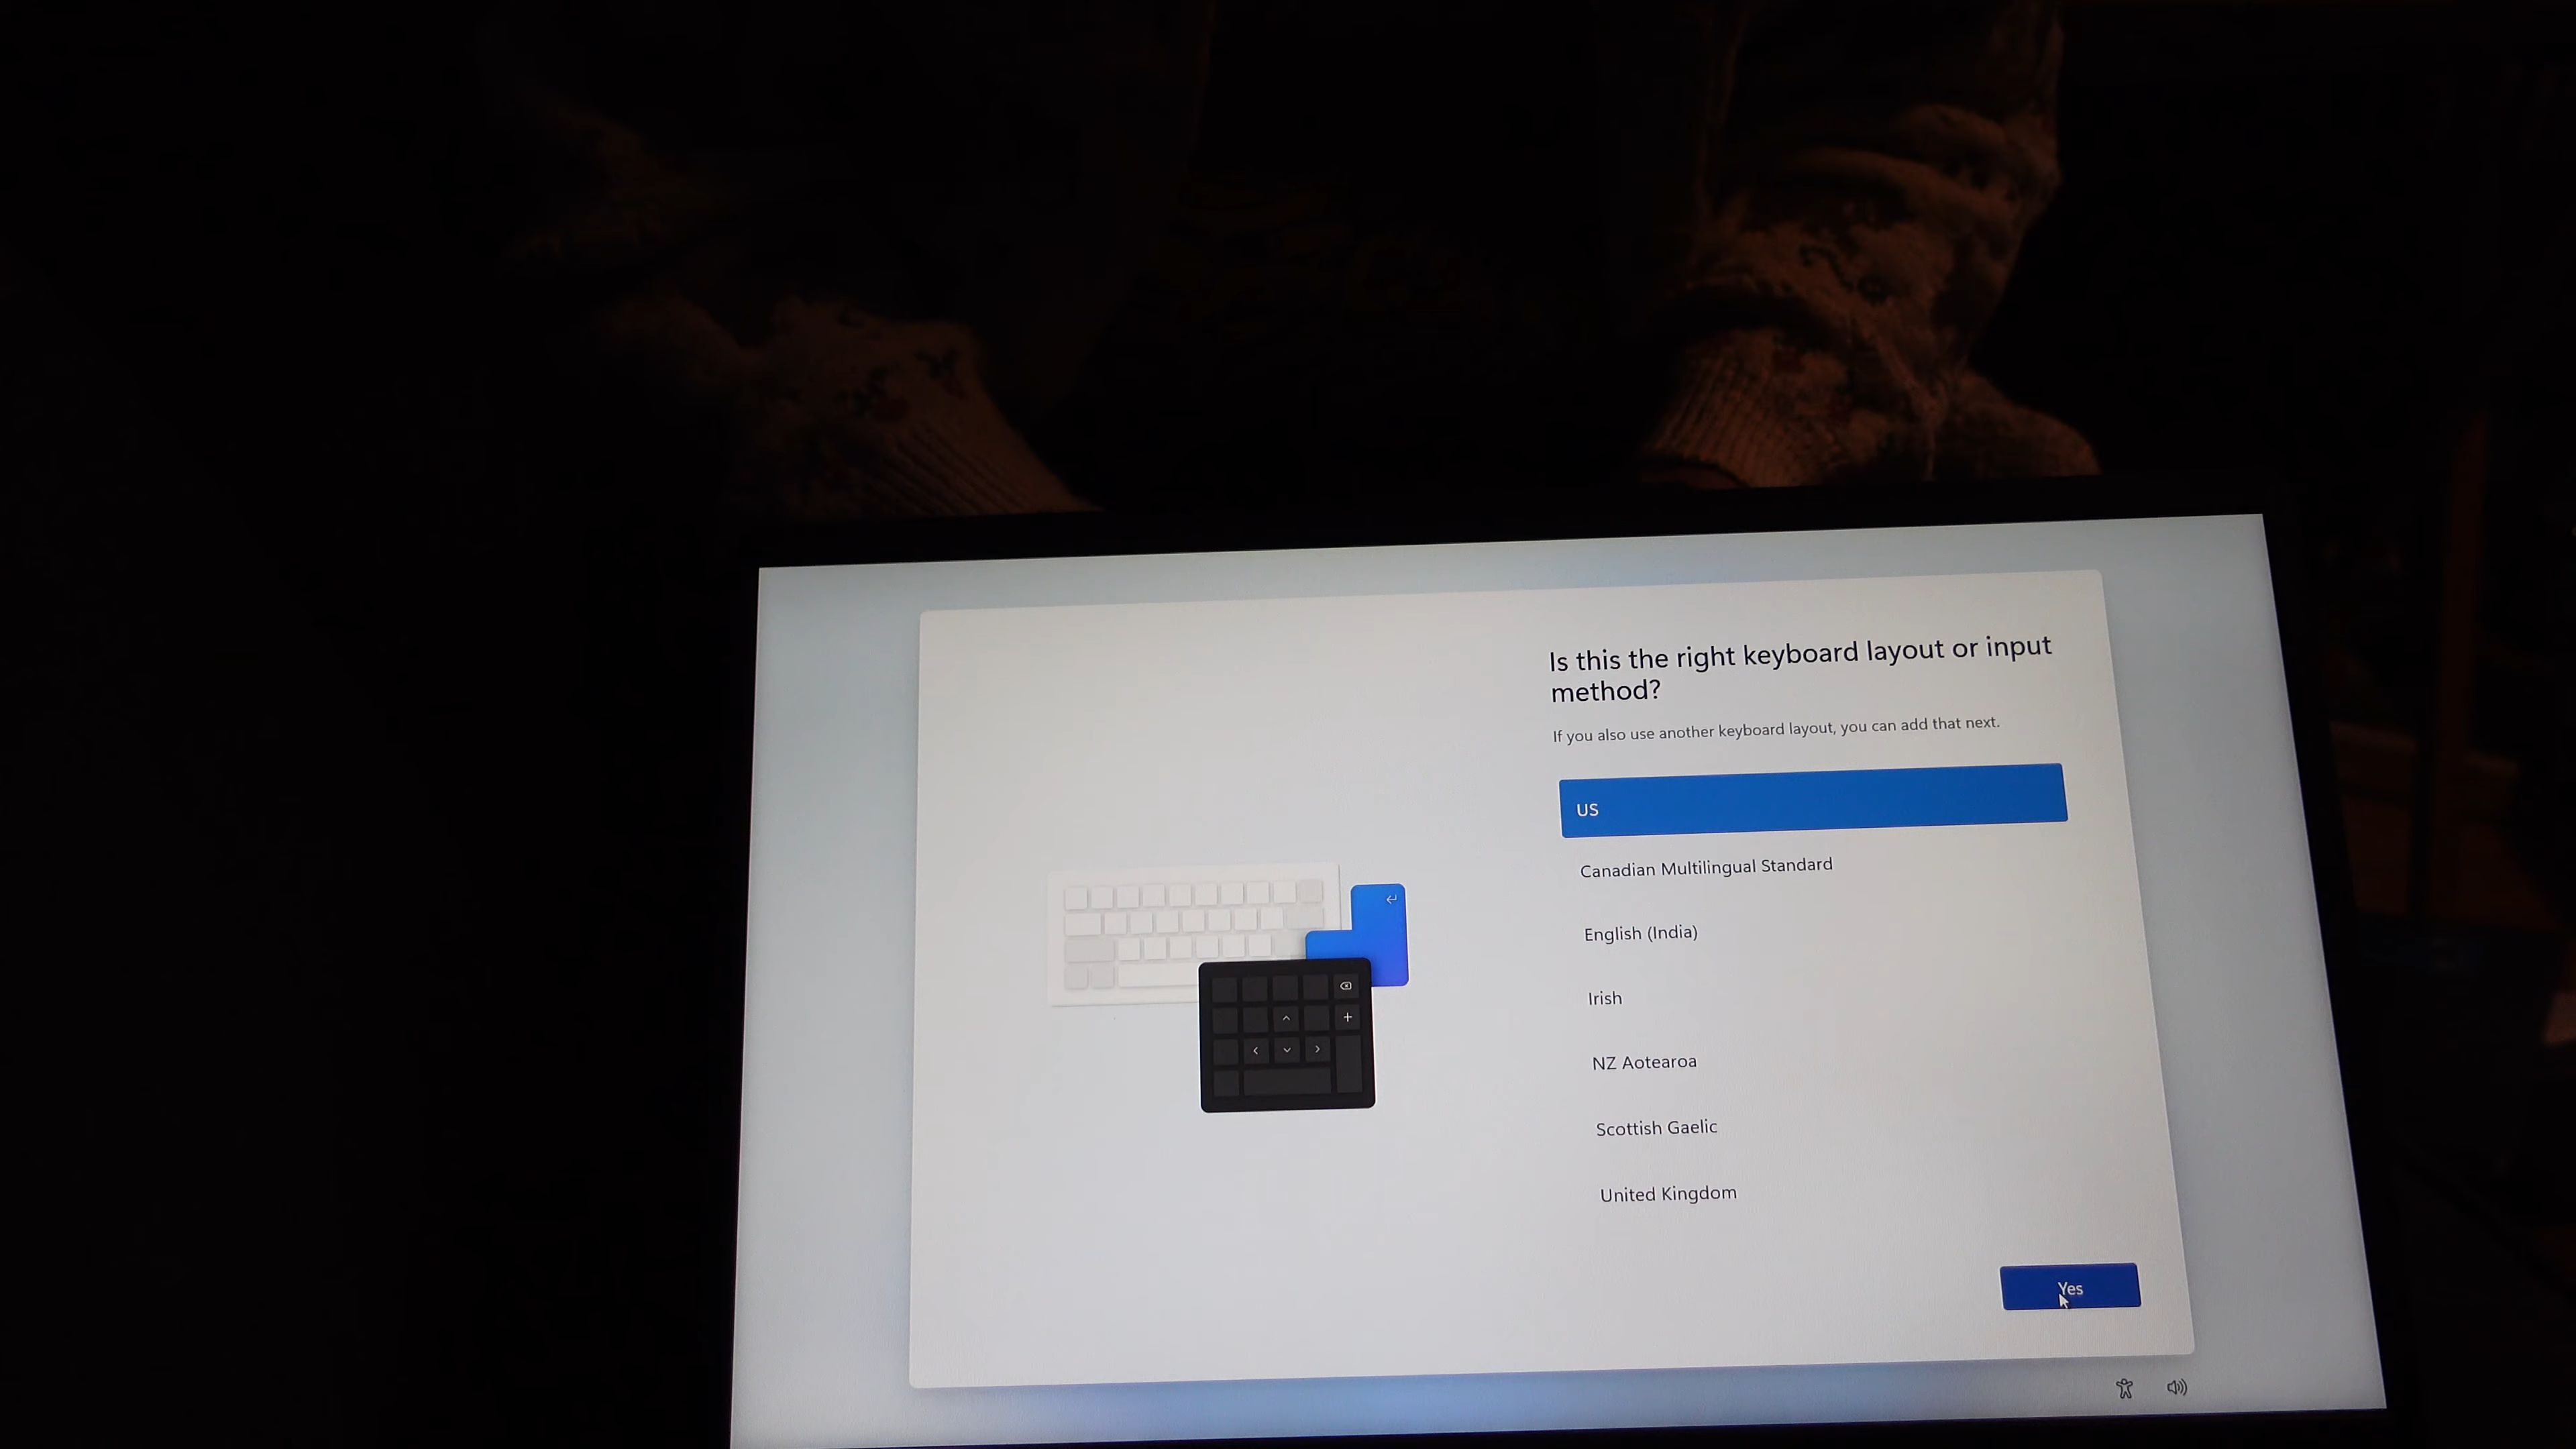 Is this the right keyboard layout or input
method?
If you also use another keyboard layout, you can add that next.
US
Canadian Multilingual Standard
English (India)
Irish
NZ Aotearoa
Scottish Gaelic
United Kingdom
Yes